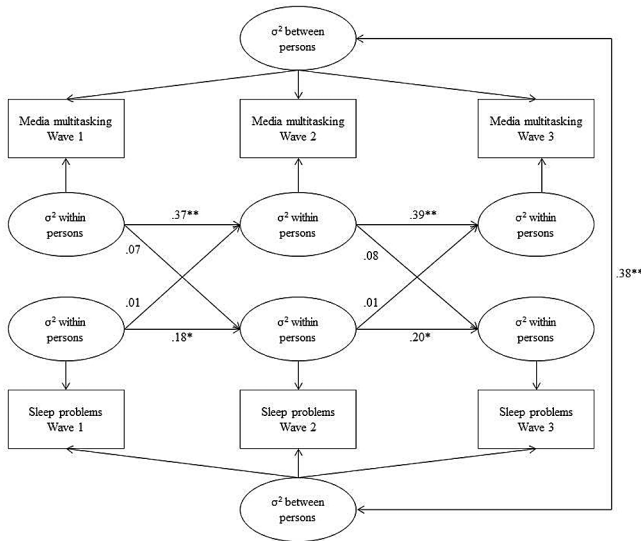 σ² between
persons
Media multitasking
Wave 1
Media multitasking
Wave 2
Media multitasking
Wave 3
σ² within
persons
.37**
σ² within
persons
.39**
σ² within
persons
.07
.08
.38**
.01
.01
σ² within
persons
.18*
σ² within
persons
.20*
σ² within
persons
Sleep problems
Wave 1
Sleep problems
Wave 2
Sleep problems
Wave 3
σ² between
persons